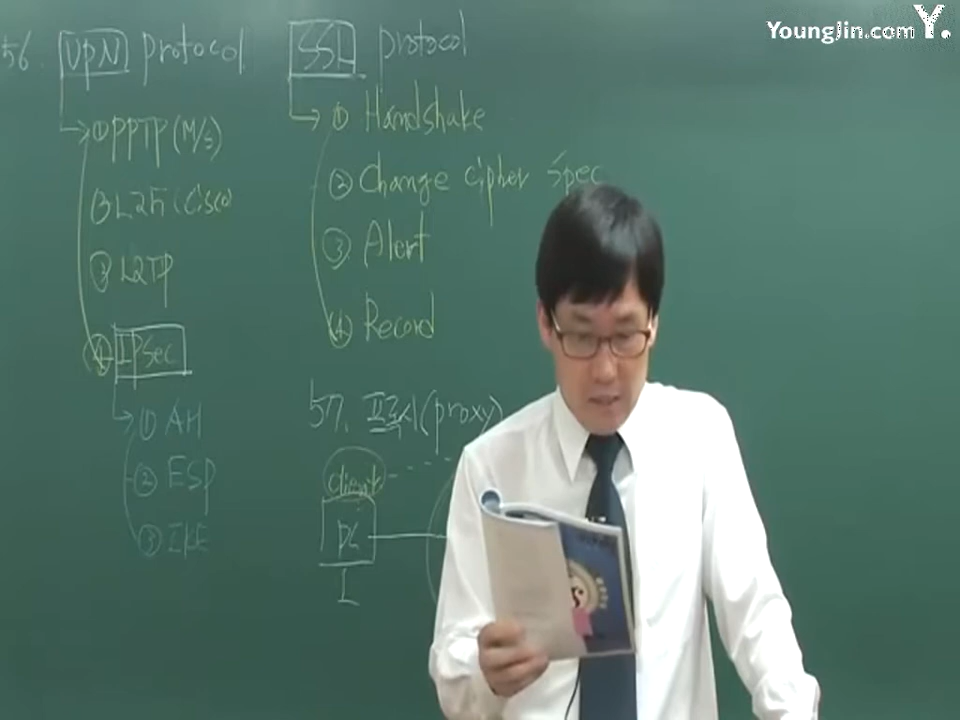 YoungJin.com Y.
56. VPN protocol
① PPTP (M/S)
② L2F (Cisco)
③ L2TP
④ IPSec
① AH
② ESP
③ IKE
SSL protocol
① Handshake
② Change Cipher Spec
③ Alert
④ Record
57. 프록시(proxy)
client
PC
I